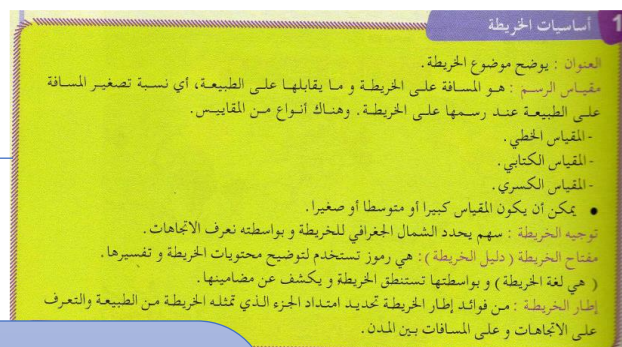 1 أساسيات الخريطة
العنوان : يوضح موضوع الخريطة .
مقياس الرسم : هو المسافة على الخريطة و ما يقابلها على الطبيعة، أي نسبة تصغير المسافة
على الطبيعة عند رسمها على الخريطة . وهناك أنواع من المقاييس .
- المقياس الخطي .
- المقياس الكتابي .
- المقياس الكسري .
• يمكن أن يكون المقياس كبيرا أو متوسطا أو صغيرا .
توجيه الخريطة : سهم يحدد الشمال الجغرافي للخريطة و بواسطته نعرف الاتجاهات .
مفتاح الخريطة ( دليل الخريطة ) : هي رموز تستخدم لتوضيح محتويات الخريطة و تفسيرها .
( هي لغة الخريطة ) و بواسطتها تستنطق الخريطة و يكشف عن مضامينها .
إطار الخريطة : من فوائد إطار الخريطة تحديد امتداد الجزء الذي تمثله الخريطة من الطبيعة والتعرف
على الاتجاهات و على المسافات بين المدن .